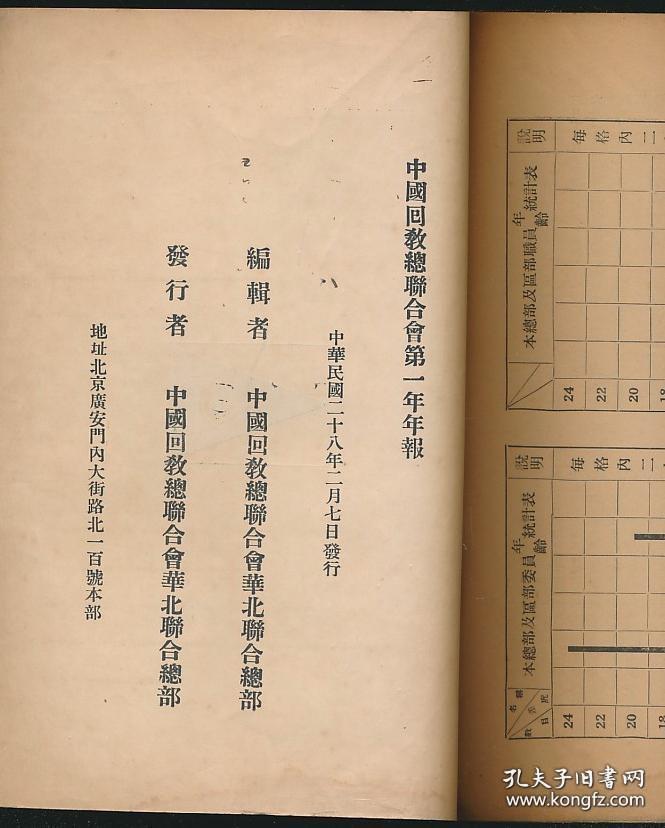 中國回敎總聯合會第一年年報
中華民國二十八年二月七日發行
編輯者 中國回敎總聯合會華北聯合總部
發行者 中國回敎總聯合會華北聯合總部
地址北京廣安門內大街路北一百號本部
說明
每格內二
本總部及區部職員年齡統計表
24
22
20
18
說明
每格內二
本總部及區部委員年齡統計表
24
22
20
18
孔夫子旧书网
www.kongfz.com